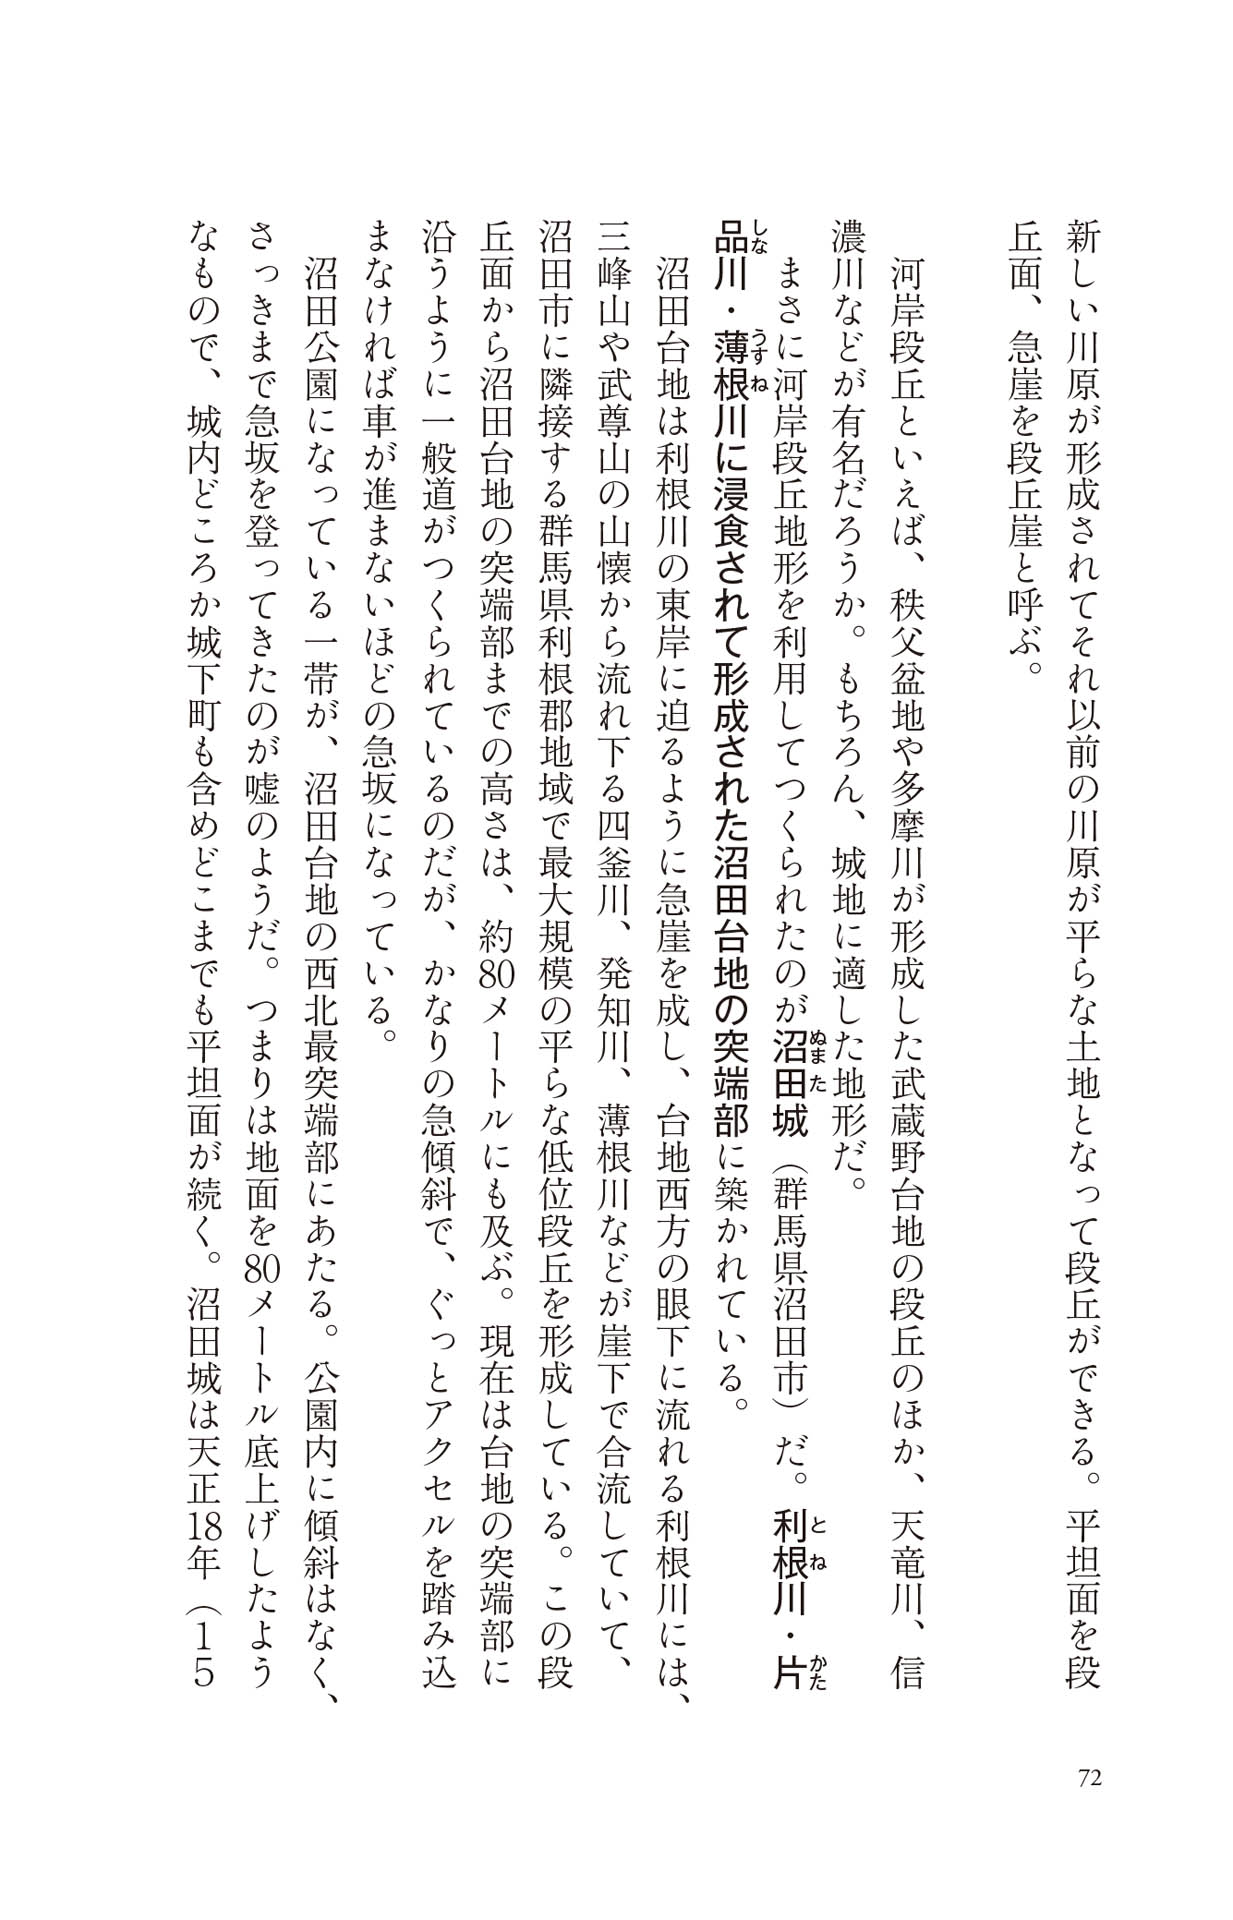 新しい川原が形成されてそれ以前の川原が平らな土地となって段丘ができる。平坦面を段
丘面、急崖を段丘崖と呼ぶ。
河岸段丘といえば、秩父盆地や多摩川が形成した武蔵野台地の段丘のほか、天竜川、信
濃川などが有名だろうか。もちろん、城地に適した地形だ。
まさに河岸段丘地形を利用してつくられたのが沼田城（群馬県沼田市）だ。利根川・片
品川・薄根川に浸食されて形成された沼田台地の突端部に築かれている。
沼田台地は利根川の東岸に迫るように急崖を成し、台地西方の眼下に流れる利根川には、
三峰山や武尊山の山懐から流れ下る四釜川、発知川、薄根川などが崖下で合流していて、
沼田市に隣接する群馬県利根郡地域で最大規模の平らな低位段丘を形成している。この段
丘面から沼田台地の突端部までの高さは、約80メートルにも及ぶ。現在は台地の突端部に
沿うように一般道がつくられているのだが、かなりの急傾斜で、ぐっとアクセルを踏み込
まなければ車が進まないほどの急坂になっている。
沼田公園になっている一帯が、沼田台地の西北最突端部にあたる。公園内に傾斜はなく、
さっきまで急坂を登ってきたのが嘘のようだ。つまりは地面を80メートル底上げしたよう
なもので、城内どころか城下町も含めどこまでも平坦面が続く。沼田城は天正18年（１５
72